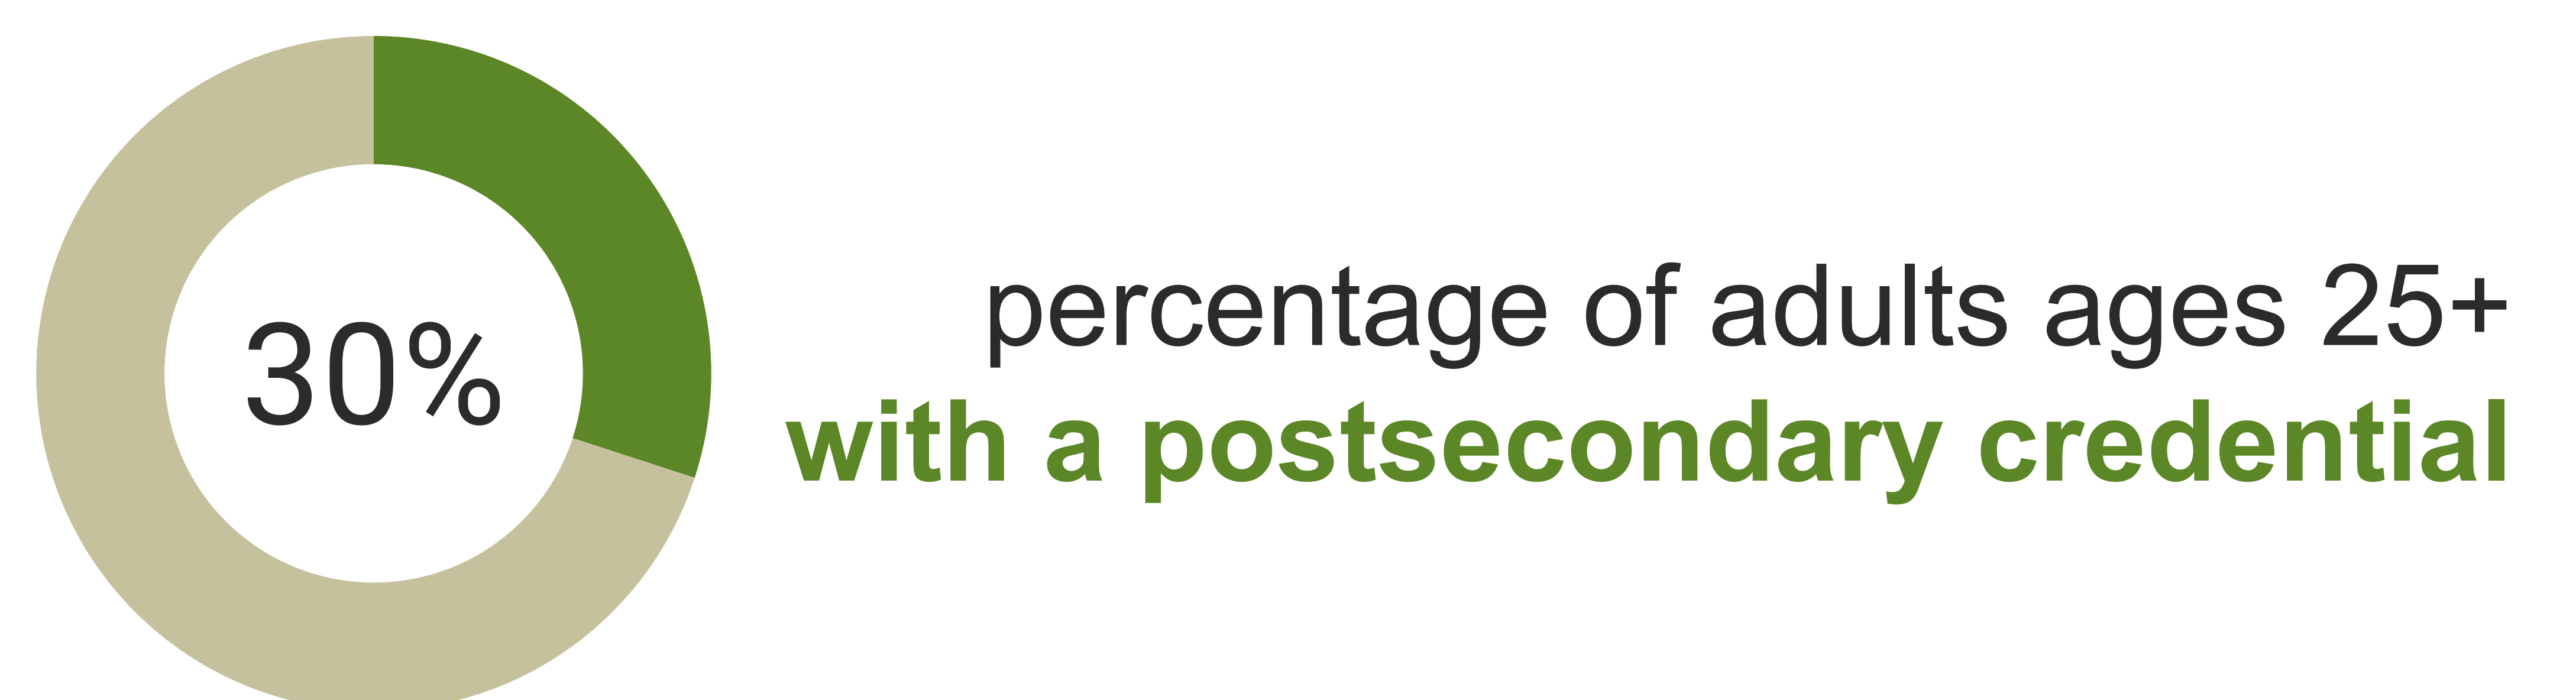 30%
percentage of adults ages 25+
with a postsecondary credential